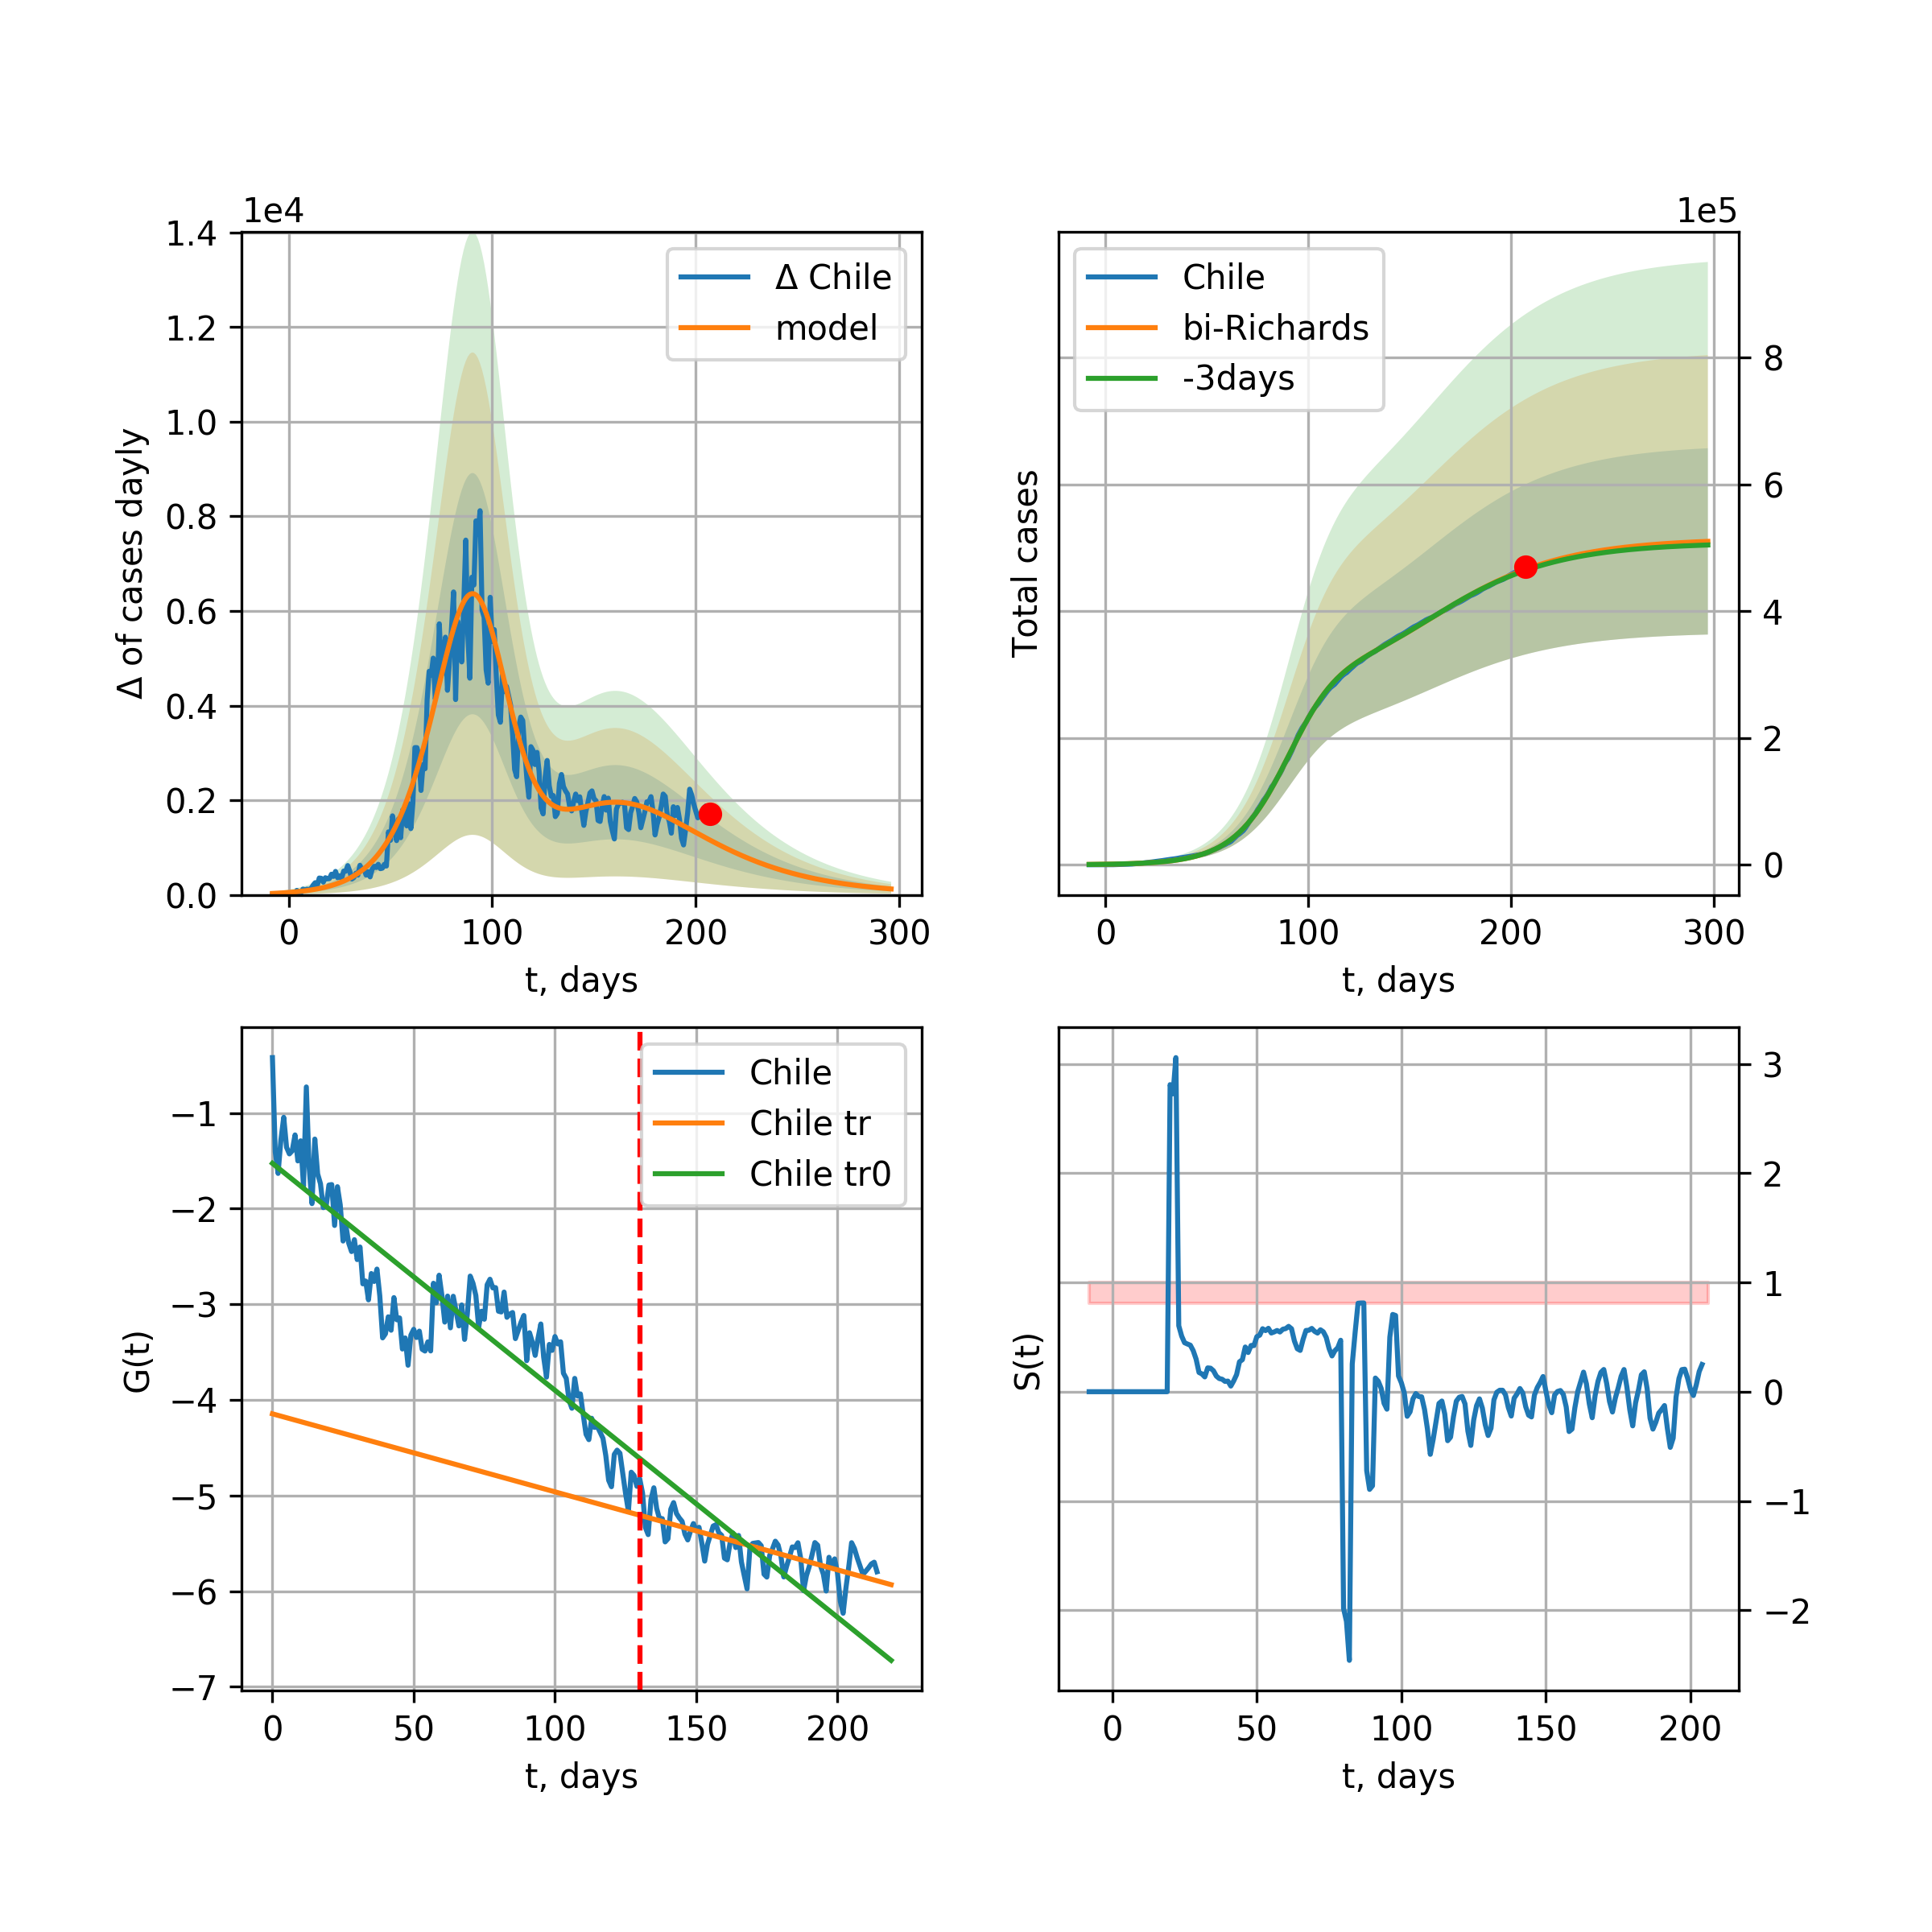 1e4
1.4
1.2
1.0
0.8
0.6
0.4
0.2
0.0
Δ of cases dayly
Δ Chile
model
0 100 200 300
t, days
1e5
Chile
bi-Richards
-3days
Total cases
8
6
4
2
0
0 100 200 300
t, days
−1
−2
−3
−4
−5
−6
−7
G(t)
Chile
Chile tr
Chile tr0
0 50 100 150 200
t, days
S(t)
3
2
1
0
−1
−2
0 50 100 150 200
t, days